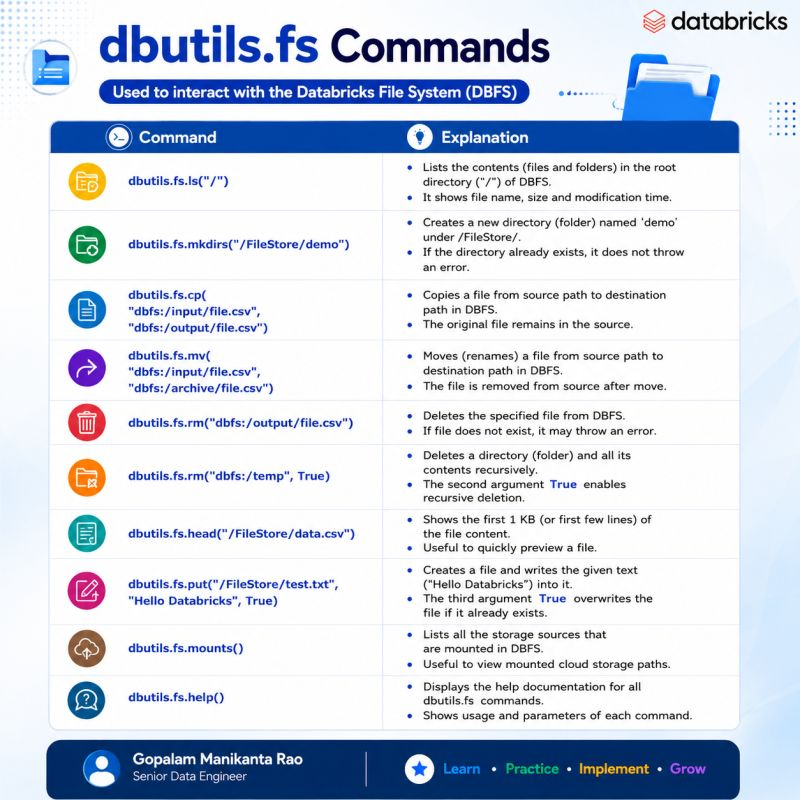 databricks
dbutils.fs Commands
Used to interact with the Databricks File System (DBFS)
Command
Explanation
dbutils.fs.ls("/")
• Lists the contents (files and folders) in the root
directory ("/") of DBFS.
• It shows file name, size and modification time.
dbutils.fs.mkdirs("/FileStore/demo")
• Creates a new directory (folder) named 'demo'
under /FileStore/.
• If the directory already exists, it does not throw
an error.
dbutils.fs.cp(
"dbfs:/input/file.csv",
"dbfs:/output/file.csv")
• Copies a file from source path to destination
path in DBFS.
• The original file remains in the source.
dbutils.fs.mv(
"dbfs:/input/file.csv",
"dbfs:/archive/file.csv")
• Moves (renames) a file from source path to
destination path in DBFS.
• The file is removed from source after move.
dbutils.fs.rm("dbfs:/output/file.csv")
• Deletes the specified file from DBFS.
• If file does not exist, it may throw an error.
dbutils.fs.rm("dbfs:/temp", True)
• Deletes a directory (folder) and all its
contents recursively.
• The second argument True enables
recursive deletion.
dbutils.fs.head("/FileStore/data.csv")
• Shows the first 1 KB (or first few lines) of
the file content.
• Useful to quickly preview a file.
dbutils.fs.put("/FileStore/test.txt",
"Hello Databricks", True)
• Creates a file and writes the given text
("Hello Databricks") into it.
• The third argument True overwrites the
file if it already exists.
dbutils.fs.mounts()
• Lists all the storage sources that
are mounted in DBFS.
• Useful to view mounted cloud storage paths.
dbutils.fs.help()
• Displays the help documentation for all
dbutils.fs commands.
• Shows usage and parameters of each command.
Gopalam Manikanta Rao
Senior Data Engineer
Learn • Practice • Implement • Grow